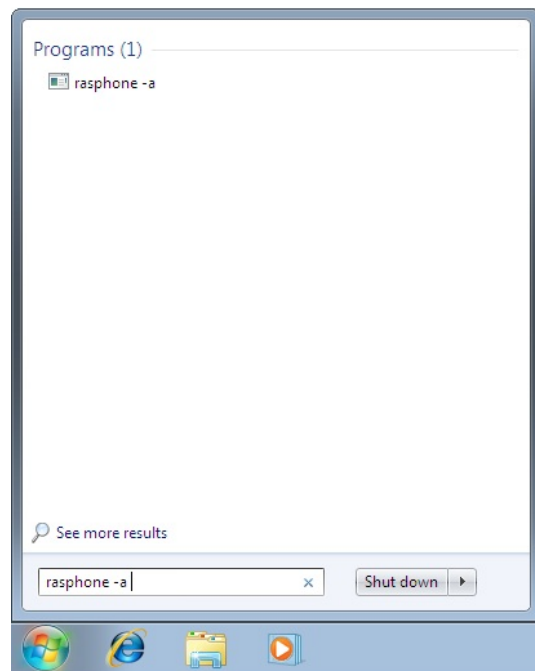 Programs (1)
rasphone -a
See more results
rasphone -a
Shut down